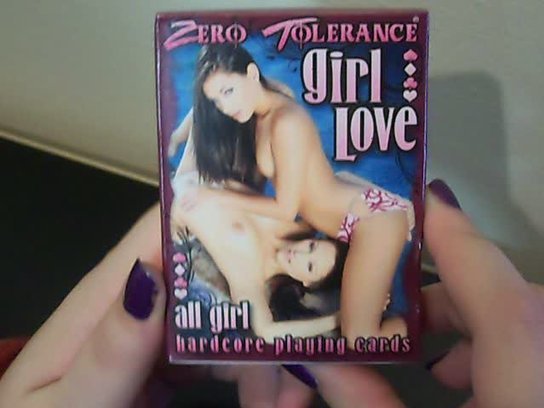 ZERO TOLERANCE®
girl
LOVE
all girl
hardcore playing cards